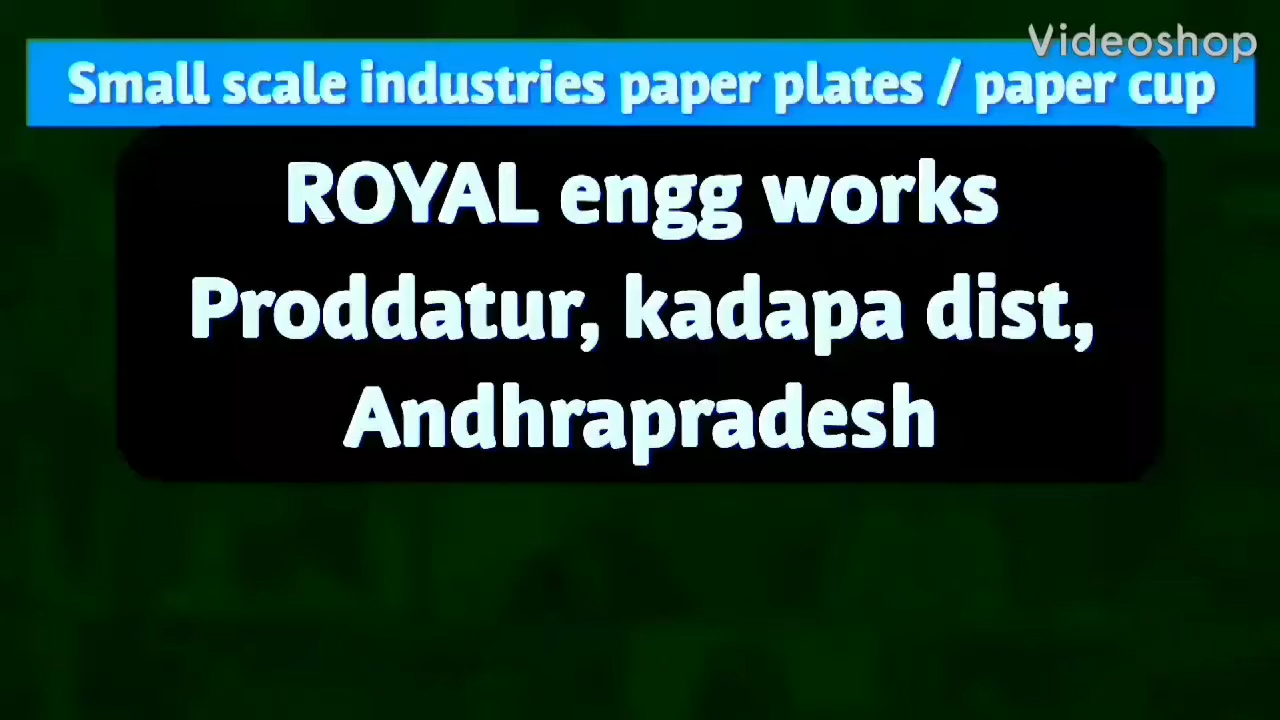 Videoshop
Small scale industries paper plates / paper cup
ROYAL engg works
Proddatur, kadapa dist,
Andhrapradesh